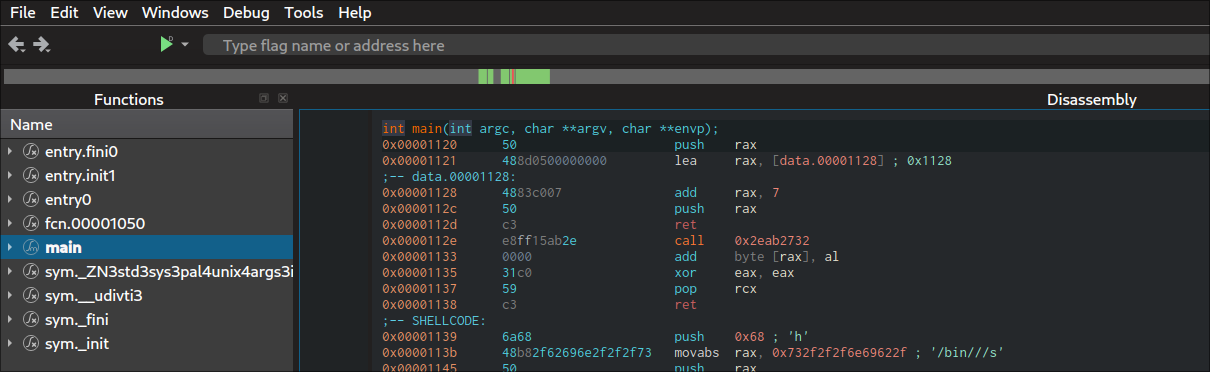 File Edit View Windows Debug Tools Help
Type flag name or address here
Functions
Name
entry.fini0
entry.init1
entry0
fcn.00001050
main
sym._ZN3std3sys3pal4unix4args3i
sym.__udivti3
sym._fini
sym._init
Disassembly
int main(int argc, char **argv, char **envp);
0x00001120 50 push rax
0x00001121 488d0500000000 lea rax, [data.00001128] ; 0x1128
;-- data.00001128:
0x00001128 4883c007 add rax, 7
0x0000112c 50 push rax
0x0000112d c3 ret
0x0000112e e8ff15ab2e call 0x2eab2732
0x00001133 0000 add byte [rax], al
0x00001135 31c0 xor eax, eax
0x00001137 59 pop rcx
0x00001138 c3 ret
;-- SHELLCODE:
0x00001139 6a68 push 0x68 ; 'h'
0x0000113b 48b82f62696e2f2f2f73 movabs rax, 0x732f2f2f6e69622f ; '/bin///s'
0x00001145 50 push rax